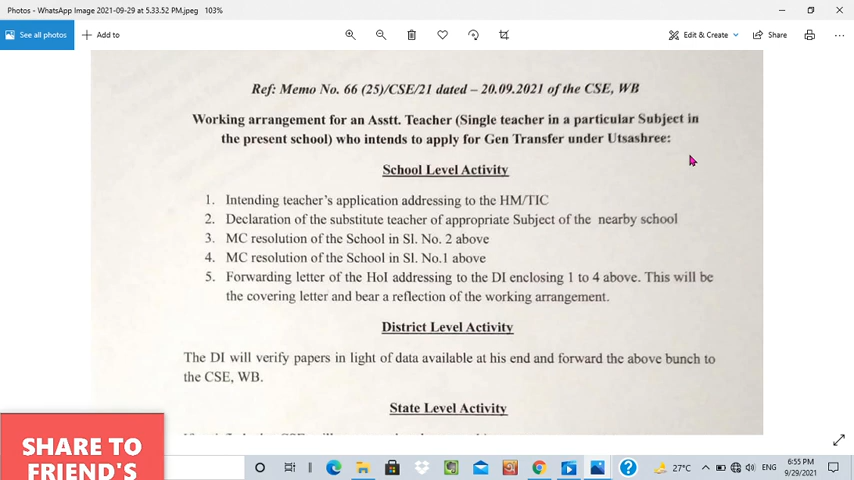 Photos - WhatsApp Image 2021-09-29 at 5.33.52 PM.jpeg 103%
See all photos + Add to Edit & Create Share
Ref: Memo No. 66 (25)/CSE/21 dated – 20.09.2021 of the CSE, WB
Working arrangement for an Asstt. Teacher (Single teacher in a particular Subject in
the present school) who intends to apply for Gen Transfer under Utsashree:
School Level Activity
1. Intending teacher's application addressing to the HM/TIC
2. Declaration of the substitute teacher of appropriate Subject of the nearby school
3. MC resolution of the School in Sl. No. 2 above
4. MC resolution of the School in Sl. No.1 above
5. Forwarding letter of the HoI addressing to the DI enclosing 1 to 4 above. This will be
the covering letter and bear a reflection of the working arrangement.
District Level Activity
The DI will verify papers in light of data available at his end and forward the above bunch to
the CSE, WB.
State Level Activity
SHARE TO
FRIEND'S
27°C ENG 6:55 PM
9/29/2021